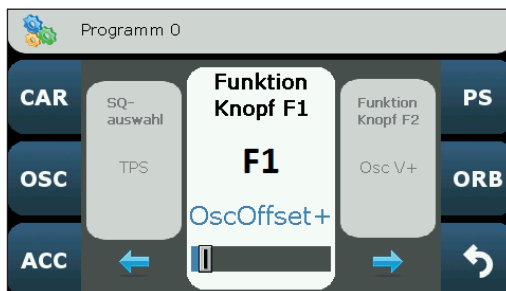 Programm 0
CAR
OSC
ACC
SQ-
auswahl
TPS
Funktion
Knopf F1
F1
OscOffset+
Funktion
Knopf F2
Osc V+
PS
ORB